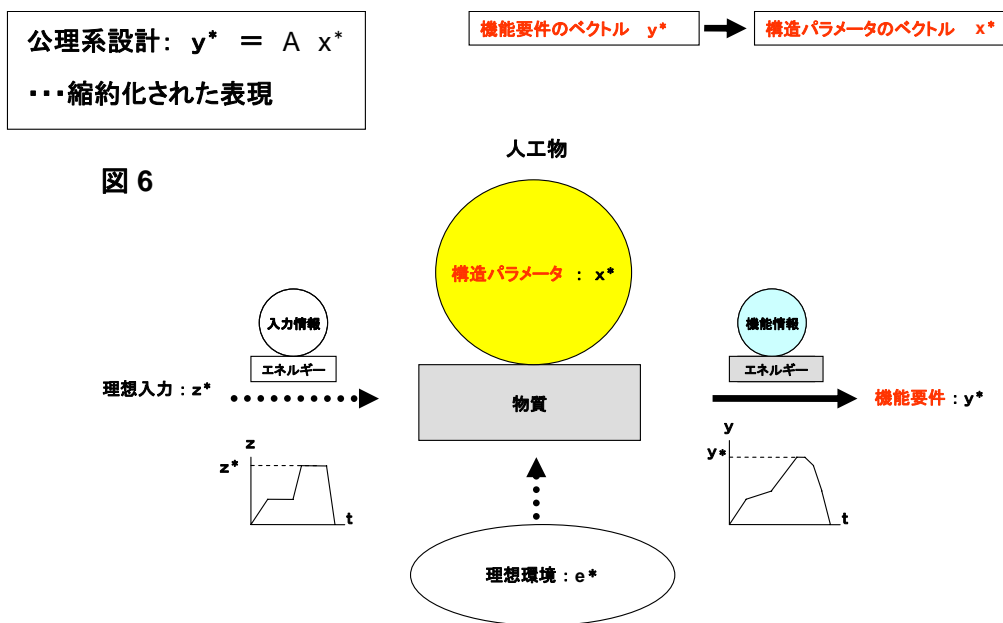 公理系設計： y* ＝ A x*
・・・縮約化された表現
機能要件のベクトル y*
構造パラメータのベクトル x*
図 6
人工物
構造パラメータ ： x*
入力情報
エネルギー
理想入力：z*
物質
機能情報
エネルギー
機能要件：y*
z
z*
t
y
y*
t
理想環境：e*